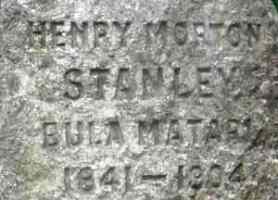 HENRY MORTON
STANLEY
BULA MATARI
1841–1904